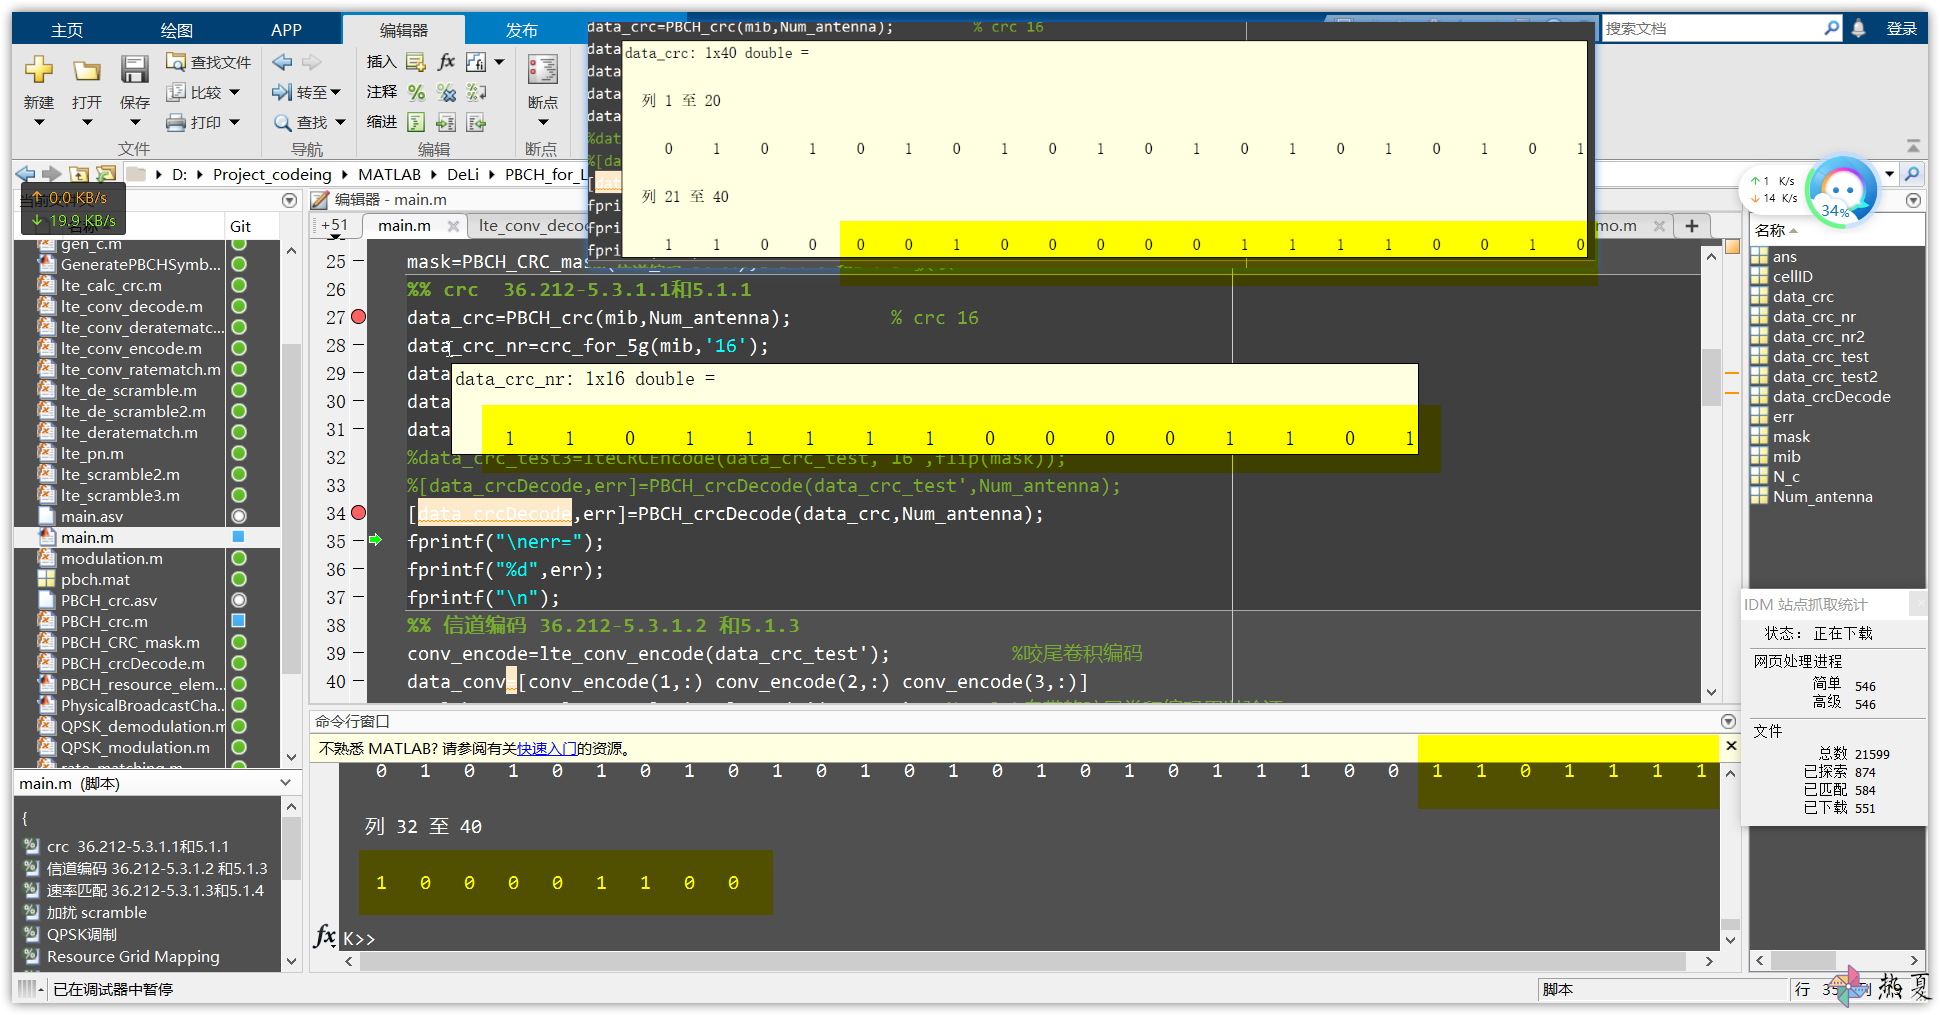 主页 绘图 APP 编辑器 发布
搜索文档 登录
新建 打开 保存
查找文件
比较
打印
文件
转至
查找
导航
插入
注释
缩进
编辑
断点
断点
data_crc=PBCH_crc(mib,Num_antenna); % crc 16
data_crc: 1x40 double =
列 1 至 20
0 1 0 1 0 1 0 1 0 1 0 1 0 1 0 1 0 1 0 1
列 21 至 40
1 1 0 0 0 0 1 0 0 0 0 0 1 1 1 1 0 0 1 0
data
data
data
data
%dat
%[da
fpri
fpri
fpri
D: Project_codeing MATLAB DeLi PBCH_for_L
↑ 0.0 KB/s
↓ 19.9 KB/s
↑ 1 K/s
↓ 14 K/s
34%
Git
gen_c.m
GeneratePBCHSymb...
lte_calc_crc.m
lte_conv_decode.m
lte_conv_deratematc...
lte_conv_encode.m
lte_conv_ratematch.m
lte_de_scramble.m
lte_de_scramble2.m
lte_deratematch.m
lte_pn.m
lte_scramble2.m
lte_scramble3.m
main.asv
main.m
modulation.m
pbch.mat
PBCH_crc.asv
PBCH_crc.m
PBCH_CRC_mask.m
PBCH_crcDecode.m
PBCH_resource_elem...
PhysicalBroadcastCha...
QPSK_demodulation.m
QPSK_modulation.m
rate_matching.m
main.m (脚本)
{
crc 36.212-5.3.1.1和5.1.1
信道编码 36.212-5.3.1.2 和5.1.3
速率匹配 36.212-5.3.1.3和5.1.4
加扰 scramble
QPSK调制
Resource Grid Mapping
编辑器 - main.m
+51 main.m lte_conv_deco mo.m +
25 mask=PBCH_CRC_mas
26 %% crc 36.212-5.3.1.1和5.1.1
27 data_crc=PBCH_crc(mib,Num_antenna); % crc 16
28 data_crc_nr=crc_for_5g(mib,'16');
29 data
30 data
31 data
data_crc_nr: 1x16 double =
1 1 0 1 1 1 1 1 0 0 0 0 1 1 0 1
32 %data_crc_test3=lteCRCEncode(data_crc_test,'16',flip(mask));
33 %[data_crcDecode,err]=PBCH_crcDecode(data_crc_test',Num_antenna);
34 [data_crcDecode,err]=PBCH_crcDecode(data_crc,Num_antenna);
35 fprintf("\nerr=");
36 fprintf("%d",err);
37 fprintf("\n");
38 %% 信道编码 36.212-5.3.1.2 和5.1.3
39 conv_encode=lte_conv_encode(data_crc_test'); %咬尾卷积编码
40 data_conv=[conv_encode(1,:) conv_encode(2,:) conv_encode(3,:)]
命令行窗口
不熟悉 MATLAB? 请参阅有关快速入门的资源。
0 1 0 1 0 1 0 1 0 1 0 1 0 1 0 1 0 1 0 1 1 1 0 0 1 1 0 1 1 1 1
列 32 至 40
1 0 0 0 0 1 1 0 0
fx K>>
名称
ans
cellID
data_crc
data_crc_nr
data_crc_nr2
data_crc_test
data_crc_test2
data_crcDecode
err
mask
mib
N_c
Num_antenna
IDM 站点抓取统计
状态: 正在下载
网页处理进程
简单 546
高级 546
文件
总数 21599
已探索 874
已匹配 584
已下载 551
已在调试器中暂停
脚本
行 35
热夏